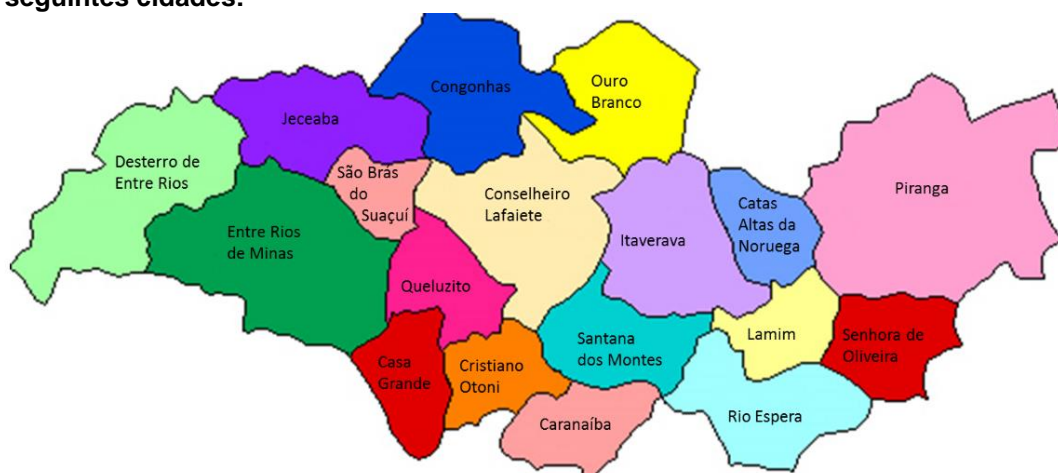 seguintes cidades:
Congonhas
Ouro
Branco
Jeceaba
Desterro de
Entre Rios
São Brás
do
Suaçuí
Conselheiro
Lafaiete
Catas
Altas da
Noruega
Piranga
Entre Rios
de Minas
Itaverava
Queluzito
Santana
dos Montes
Lamim
Senhora de
Oliveira
Casa
Grande
Cristiano
Otoni
Caranaíba
Rio Espera